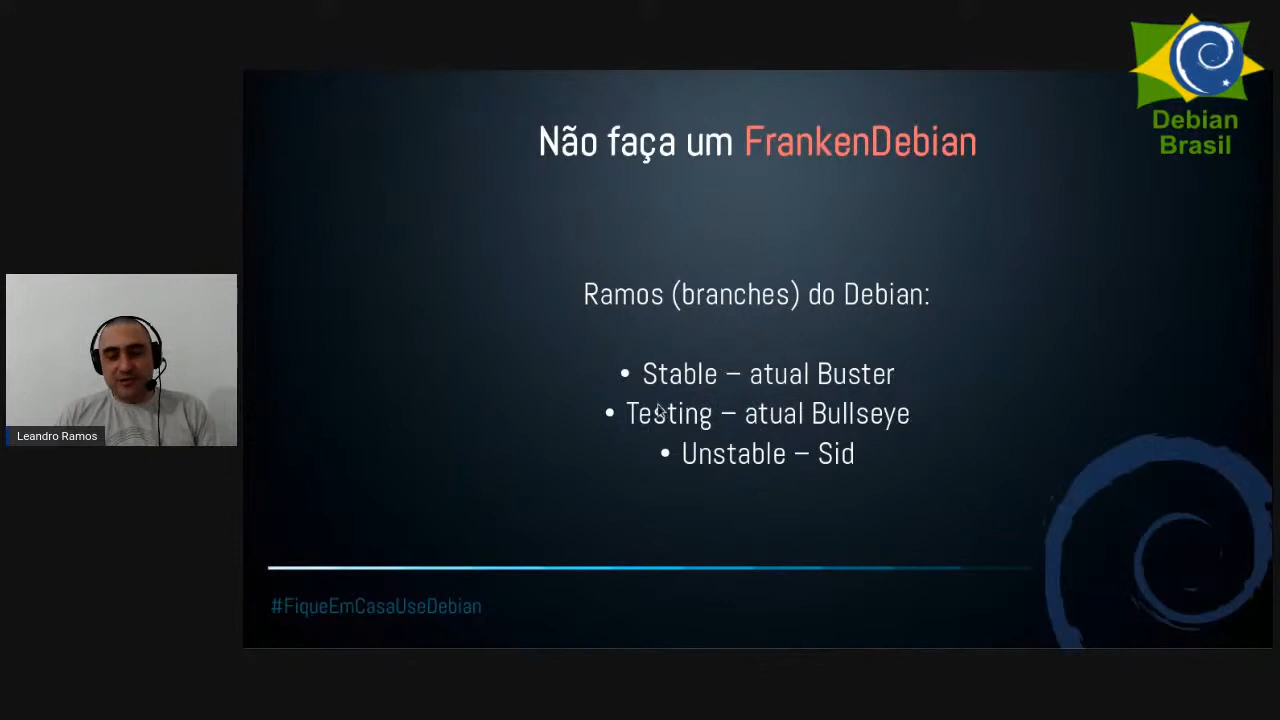 Debian
Brasil
Não faça um FrankenDebian
Ramos (branches) do Debian:
• Stable – atual Buster
• Testing – atual Bullseye
• Unstable – Sid
Leandro Ramos
#FiqueEmCasaUseDebian